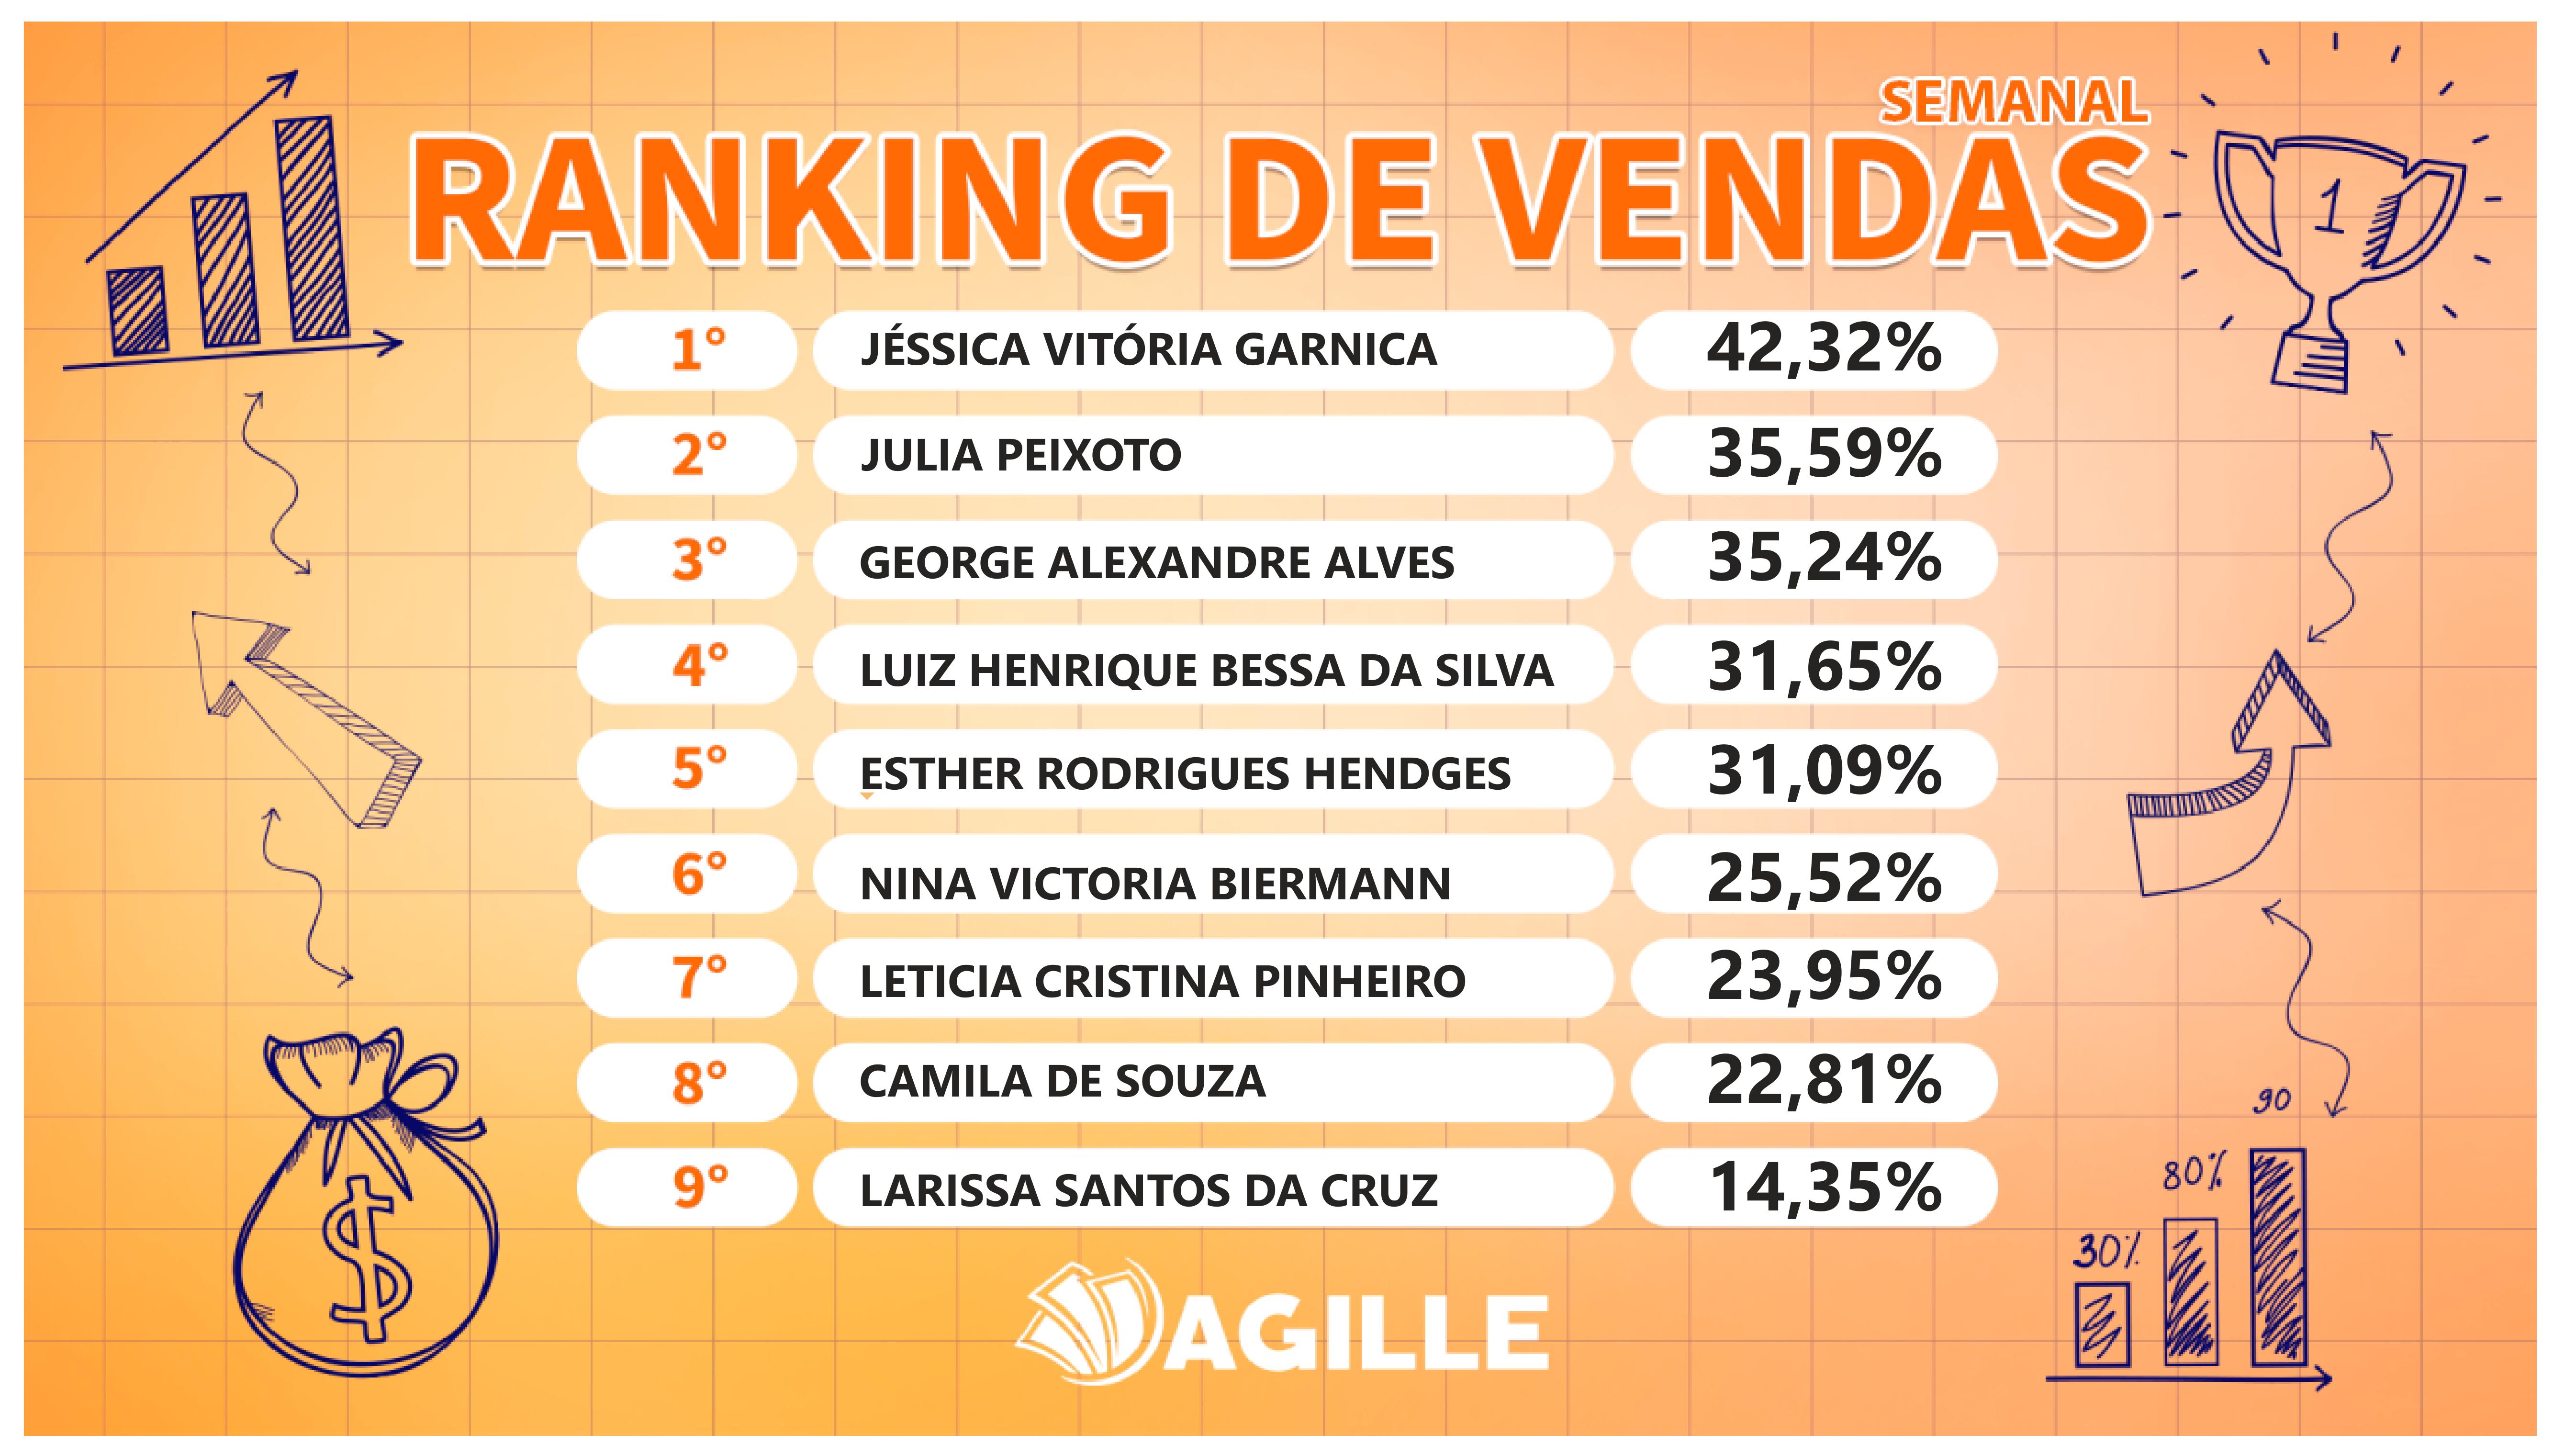 SEMANAL
RANKING DE VENDAS
1
1° JÉSSICA VITÓRIA GARNICA 42,32%
2° JULIA PEIXOTO 35,59%
3° GEORGE ALEXANDRE ALVES 35,24%
4° LUIZ HENRIQUE BESSA DA SILVA 31,65%
5° ESTHER RODRIGUES HENDGES 31,09%
6° NINA VICTORIA BIERMANN 25,52%
7° LETICIA CRISTINA PINHEIRO 23,95%
8° CAMILA DE SOUZA 22,81%
9° LARISSA SANTOS DA CRUZ 14,35%
$
90
80%
30%
AGILLE